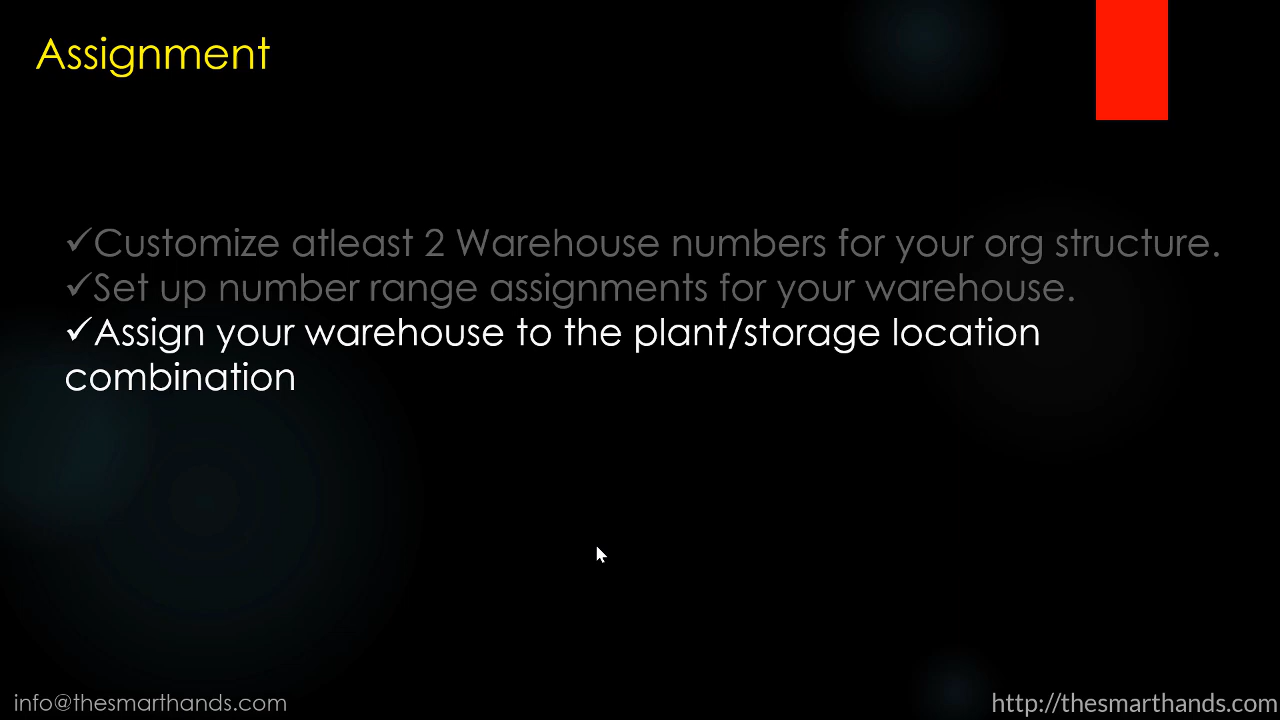 Assignment
✓Customize atleast 2 Warehouse numbers for your org structure.
✓Set up number range assignments for your warehouse.
✓Assign your warehouse to the plant/storage location
combination
info@thesmarthands.com
http://thesmarthands.com